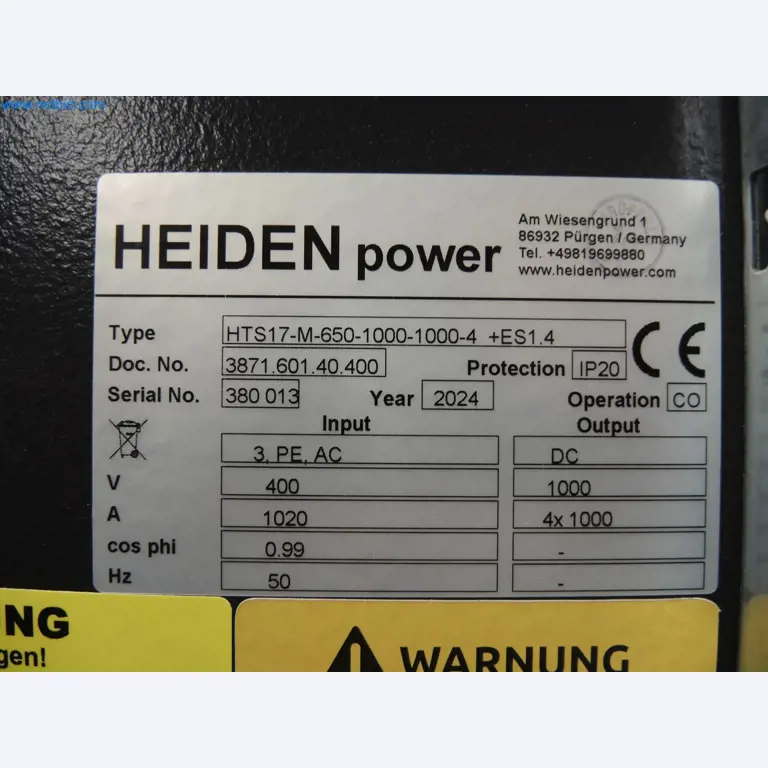 HEIDEN power
Am Wiesengrund 1
86932 Pürgen / Germany
Tel. +49819699880
www.heidenpower.com
Type HTS17-M-650-1000-1000-4 +ES1.4
Doc. No. 3871.601.40.400 Protection IP20
Serial No. 380 013 Year 2024 Operation CO
CE
Input Output
3, PE, AC DC
V 400 1000
A 1020 4x 1000
cos phi 0.99 -
Hz 50 -
NG
gen!
WARNUNG